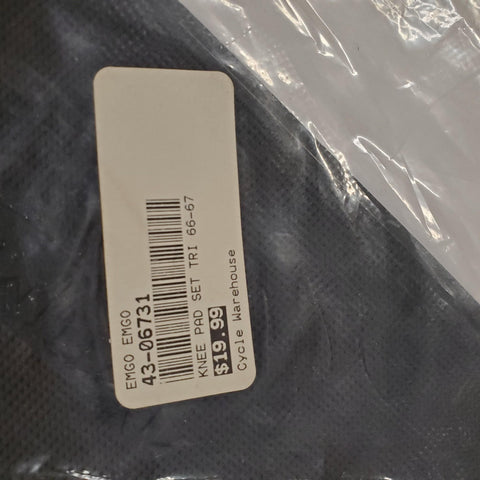 EMGO EMGO
43-06731
KNEE PAD SET TRI 66-67
$19.99
Cycle Warehouse